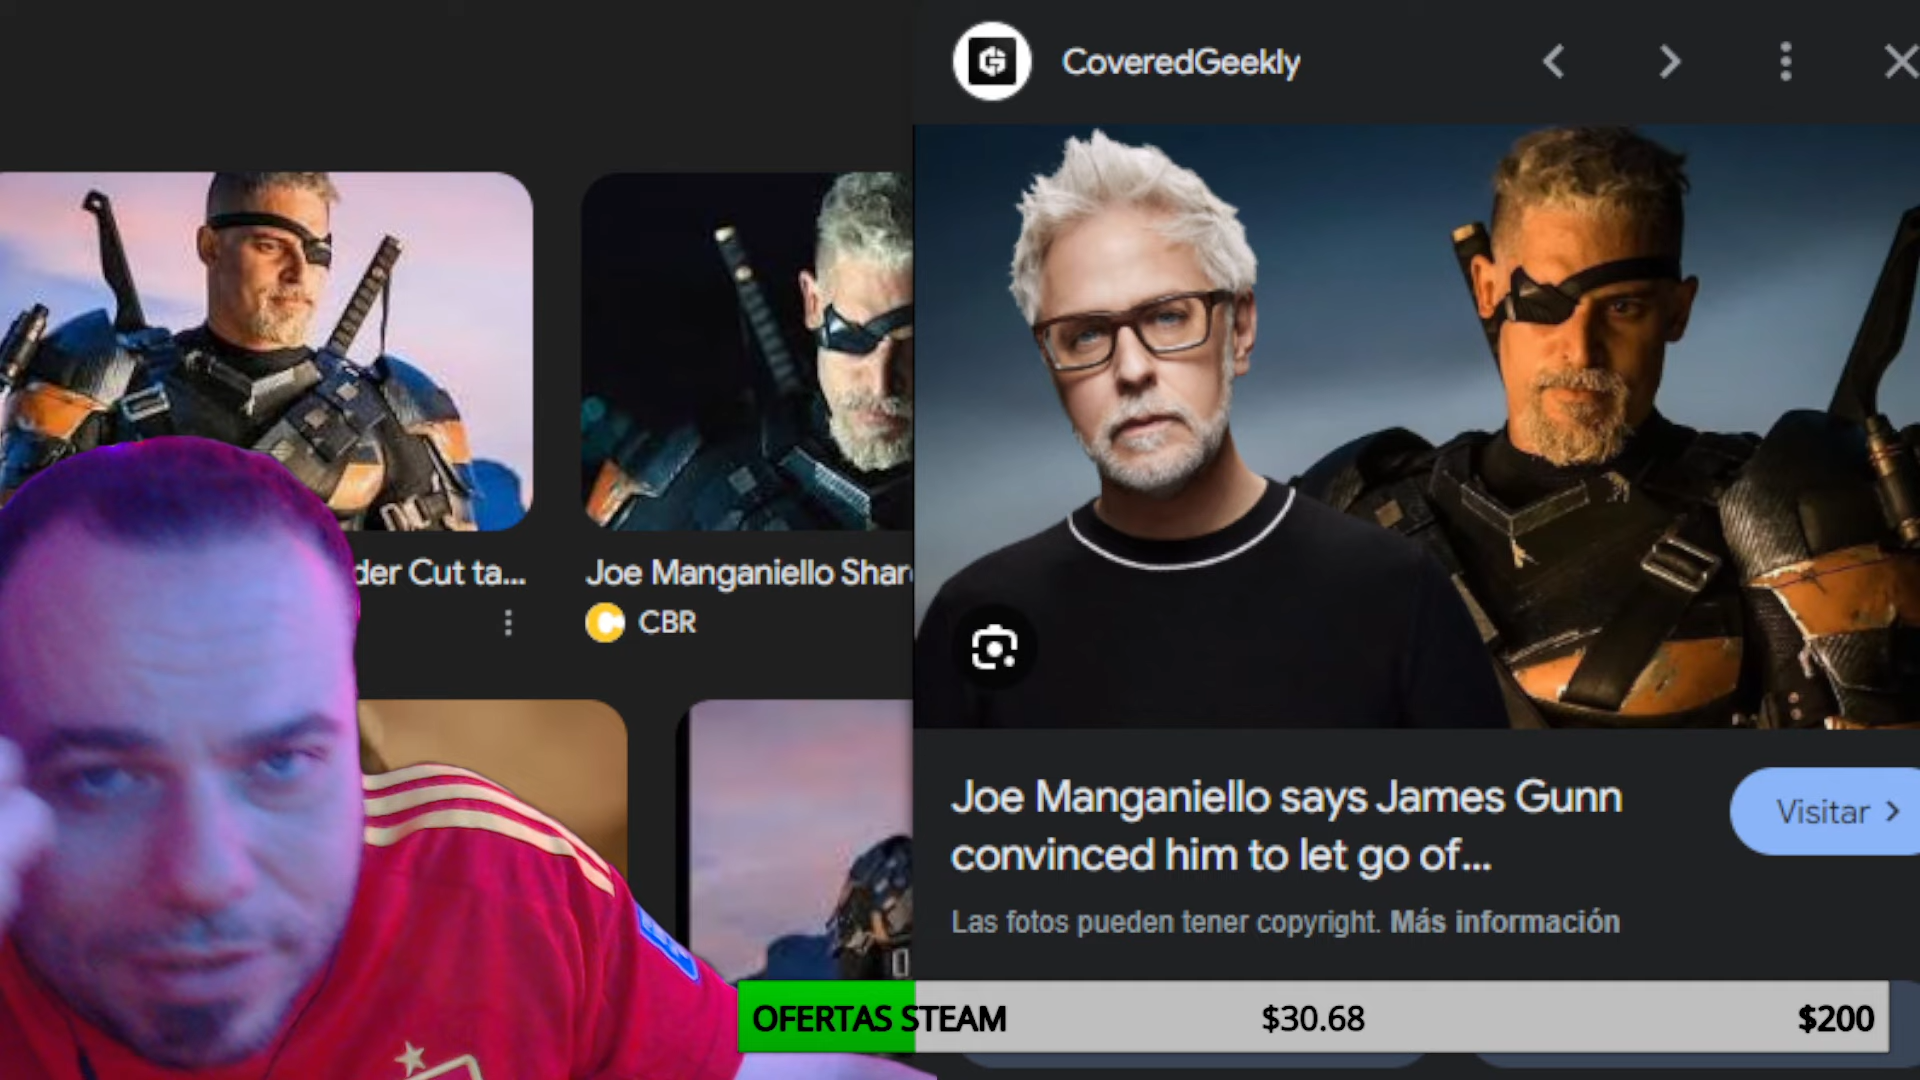 CoveredGeekly
der Cut ta...
Joe Manganiello Shar
CBR
Joe Manganiello says James Gunn
convinced him to let go of...
Visitar
Las fotos pueden tener copyright. Más información
OFERTAS STEAM $30.68 $200